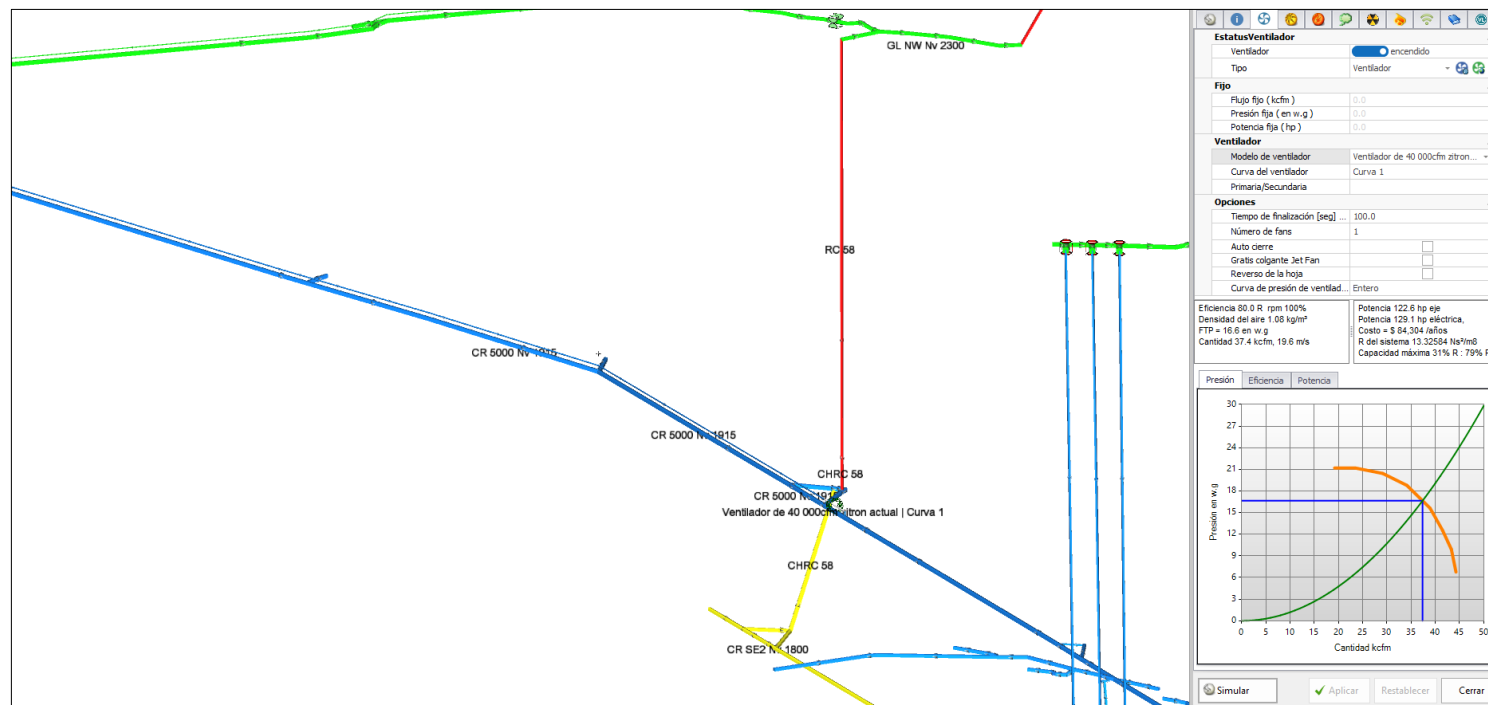 GL NW Nv 2300
RC 58
CR 5000 Nv 1915
CR 5000 Nv 1915
CHRC 58
CR 5000 Nv 191
Ventilador de 40 000cfm zitron actual | Curva 1
CHRC 58
CR SE2 Nv 1800
EstatusVentilador
Ventilador encendido
Tipo Ventilador
Fijo
Flujo fijo ( kcfm ) 0.0
Presión fija ( en w.g ) 0.0
Potencia fija ( hp ) 0.0
Ventilador
Modelo de ventilador Ventilador de 40 000cfm zitron...
Curva del ventilador Curva 1
Primaria/Secundaria
Opciones
Tiempo de finalización [seg] ... 100.0
Número de fans 1
Auto cierre
Gratis colgante Jet Fan
Reverso de la hoja
Curva de presión de ventilad... Entero
Eficiencia 80.0 R rpm 100%
Densidad del aire 1.08 kg/m³
FTP = 16.6 en w.g
Cantidad 37.4 kcfm, 19.6 m/s
Potencia 122.6 hp eje
Potencia 129.1 hp eléctrica,
Costo = $ 84,304 /años
R del sistema 13.32584 Ns²/m8
Capacidad máxima 31% R : 79% P
Presión Eficiencia Potencia
30
27
24
21
18
15
12
9
6
3
0
Presión en w.g
0 5 10 15 20 25 30 35 40 45 50
Cantidad kcfm
Simular Aplicar Restablecer Cerrar